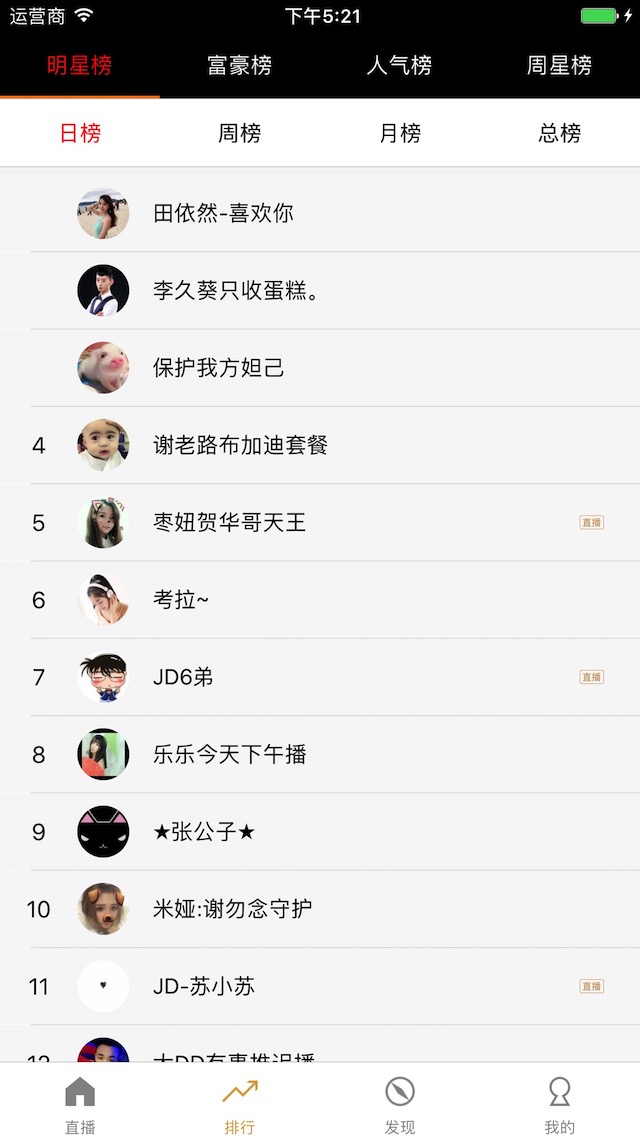 运营商 下午5:21
明星榜 富豪榜 人气榜 周星榜
日榜 周榜 月榜 总榜
田依然-喜欢你
李久葵只收蛋糕。
保护我方妲己
4 谢老路布加迪套餐
5 枣妞贺华哥天王 直播
6 考拉~
7 JD6弟 直播
8 乐乐今天下午播
9 ★张公子★
10 米娅:谢勿念守护
11 JD-苏小苏 直播
12
直播 排行 发现 我的